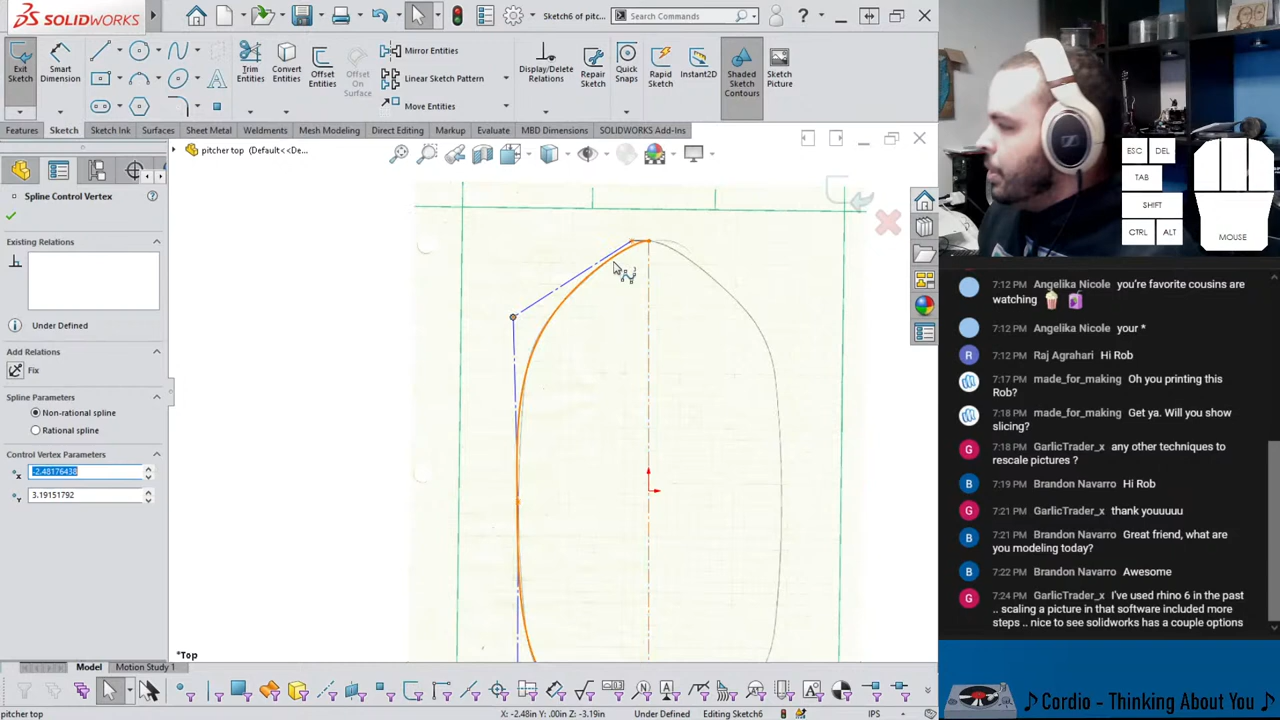 SOLIDWORKS
Sketch6 of pitc...
Search Commands
Exit Sketch
Smart Dimension
Trim Entities
Convert Entities
Offset Entities
Offset On Surface
Mirror Entities
Linear Sketch Pattern
Move Entities
Display/Delete Relations
Repair Sketch
Quick Snaps
Rapid Sketch
Instant2D
Shaded Sketch Contours
Sketch Picture
Features
Sketch
Sketch Ink
Surfaces
Sheet Metal
Weldments
Mesh Modeling
Direct Editing
Markup
Evaluate
MBD Dimensions
SOLIDWORKS Add-Ins
pitcher top (Default<<De...
Spline Control Vertex
Existing Relations
Under Defined
Add Relations
Fix
Spline Parameters
Non-rational spline
Rational spline
Control Vertex Parameters
-2.48176438
3.19151792
*Top
Model
Motion Study 1
pitcher top
X: -2.48in Y: .00in Z: -3.19in
Under Defined
Editing Sketch6
IPS
ESC
DEL
TAB
SHIFT
CTRL
ALT
MOUSE
7:12 PM Angelika Nicole you're favorite cousins are
watching
7:12 PM Angelika Nicole your *
R 7:12 PM Raj Agrahari Hi Rob
7:17 PM made_for_making Oh you printing this
Rob?
7:18 PM made_for_making Get ya. Will you show
slicing?
G 7:18 PM GarlicTrader_x any other techniques to
rescale pictures ?
B 7:19 PM Brandon Navarro Hi Rob
G 7:21 PM GarlicTrader_x thank youuuuu
B 7:21 PM Brandon Navarro Great friend, what are
you modeling today?
B 7:22 PM Brandon Navarro Awesome
G 7:24 PM GarlicTrader_x I've used rhino 6 in the past
.. scaling a picture in that software included more
steps .. nice to see solidworks has a couple options
♪ Cordio - Thinking About You ♪